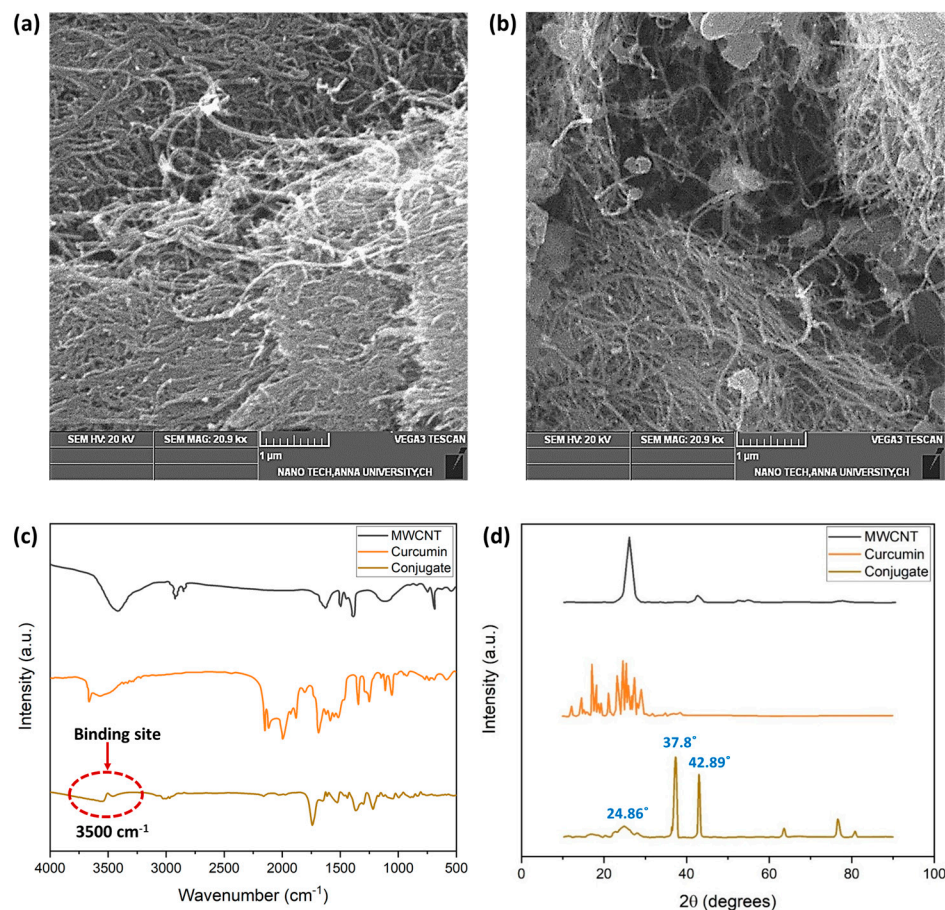 (a)
SEM HV: 20 kV
SEM MAG: 20.9 kx
1 µm
VEGA3 TESCAN
NANO TECH,ANNA UNIVERSITY,CH
(b)
SEM HV: 20 kV
SEM MAG: 20.9 kx
1 µm
VEGA3 TESCAN
NANO TECH,ANNA UNIVERSITY,CH
(c)
MWCNT
Curcumin
Conjugate
Intensity (a.u.)
Binding site
3500 cm⁻¹
4000 3500 3000 2500 2000 1500 1000 500
Wavenumber (cm⁻¹)
(d)
MWCNT
Curcumin
Conjugate
Intensity (a.u.)
37.8°
42.89°
24.86°
0 20 40 60 80 100
2θ (degrees)